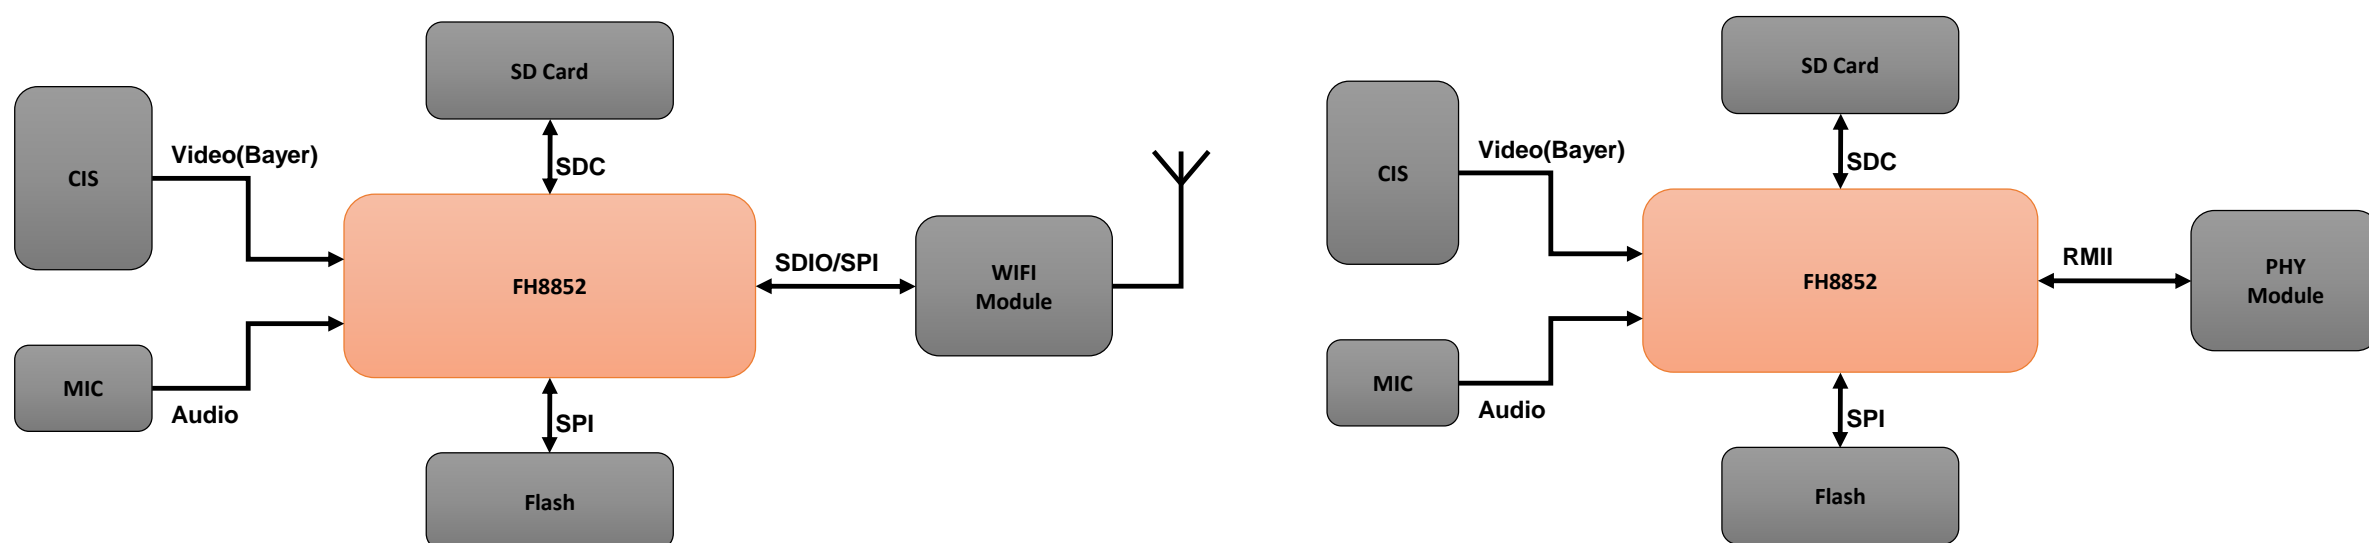 SD Card
CIS
Video(Bayer)
SDC
FH8852
SDIO/SPI
WIFI
Module
MIC
Audio
SPI
Flash
SD Card
CIS
Video(Bayer)
SDC
FH8852
RMII
PHY
Module
MIC
Audio
SPI
Flash